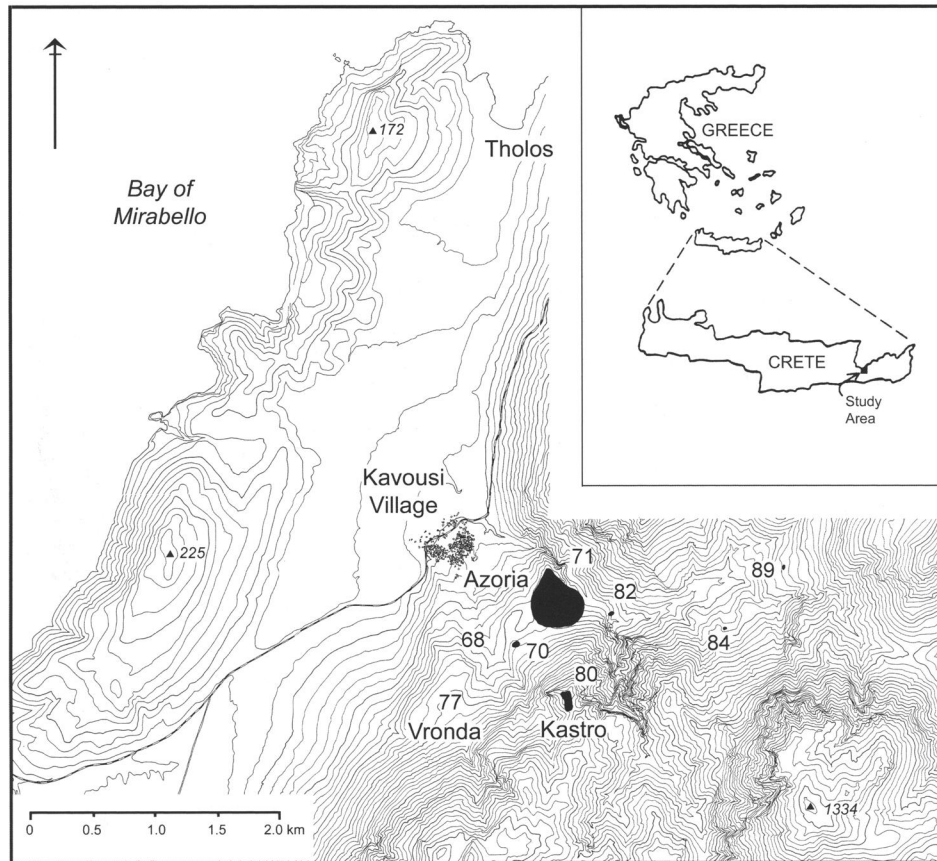 172
Tholos
Bay of
Mirabello
GREECE
CRETE
Study
Area
Kavousi
Village
225
Azoria
71
82
89
68
70
84
80
77
Vronda
Kastro
1334
0 0.5 1.0 1.5 2.0 km